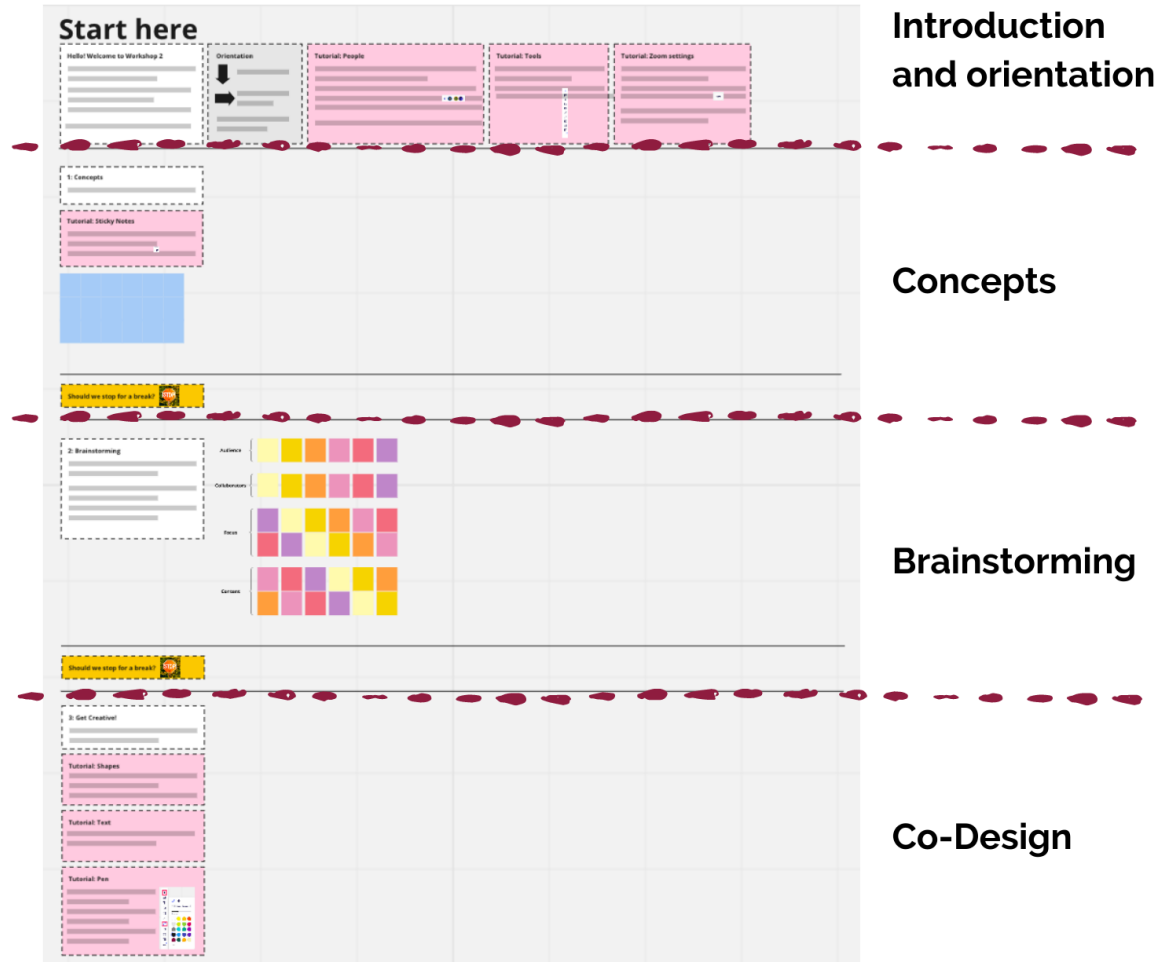 Start here
Introduction
and orientation
Hello! Welcome to Workshop 2
Orientation
Tutorial: People
Tutorial: Tools
Tutorial: Zoom settings
1: Concepts
Tutorial: Sticky Notes
Concepts
Should we stop for a break?
STOP
2: Brainstorming
Audience
Collaborators
Focus
Content
Brainstorming
Should we stop for a break?
STOP
3: Get Creative!
Tutorial: Shapes
Tutorial: Text
Co-Design
Tutorial: Pen